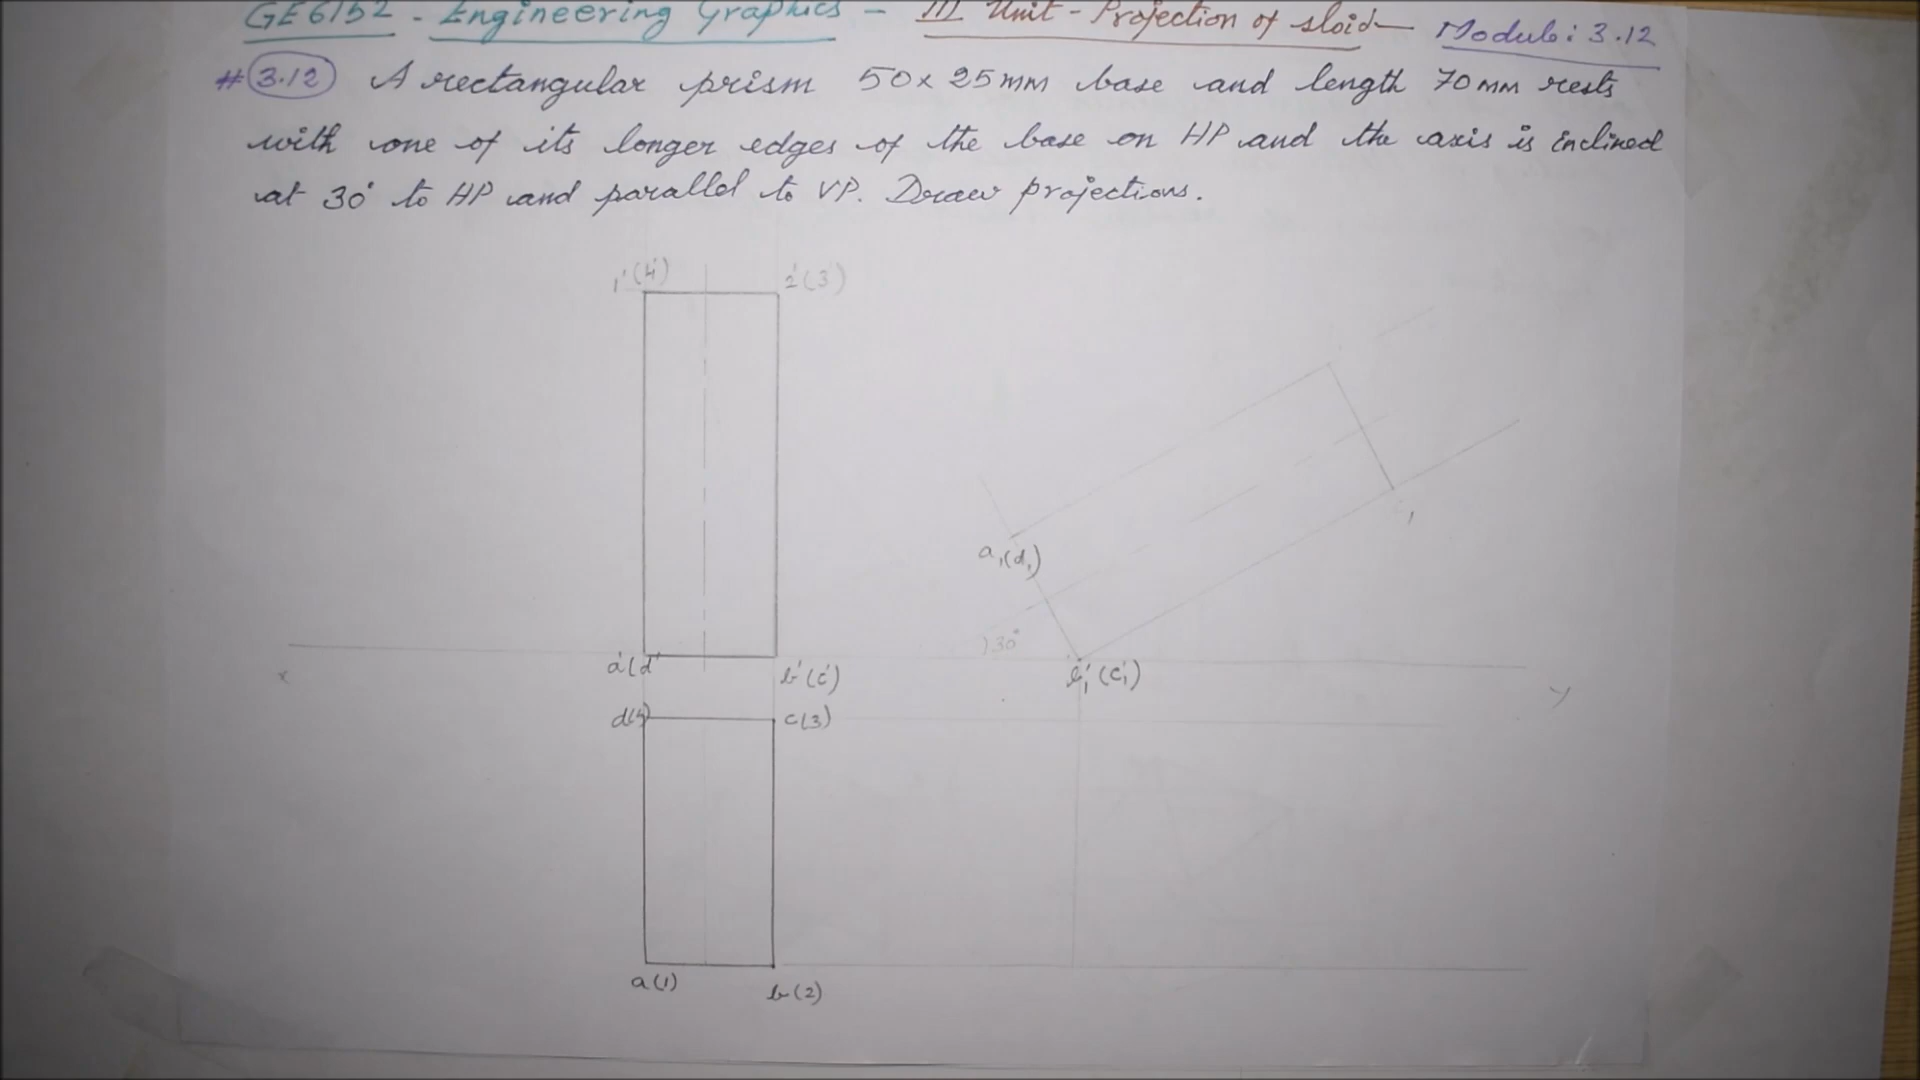 GE6152 - Engineering Graphics - III Unit - Projection of sloid - Module: 3.12
# 3.12 A rectangular prism 50x25mm base and length 70mm rests
with one of its longer edges of the base on HP and the axis is inclined
at 30° to HP and parallel to VP. Draw projections.
1'(4') 2'(3')
a₁(d₁)
)30°
a'(d' b'(c') b₁'(c₁')
x y
d(4) c(3)
a(1) b(2)